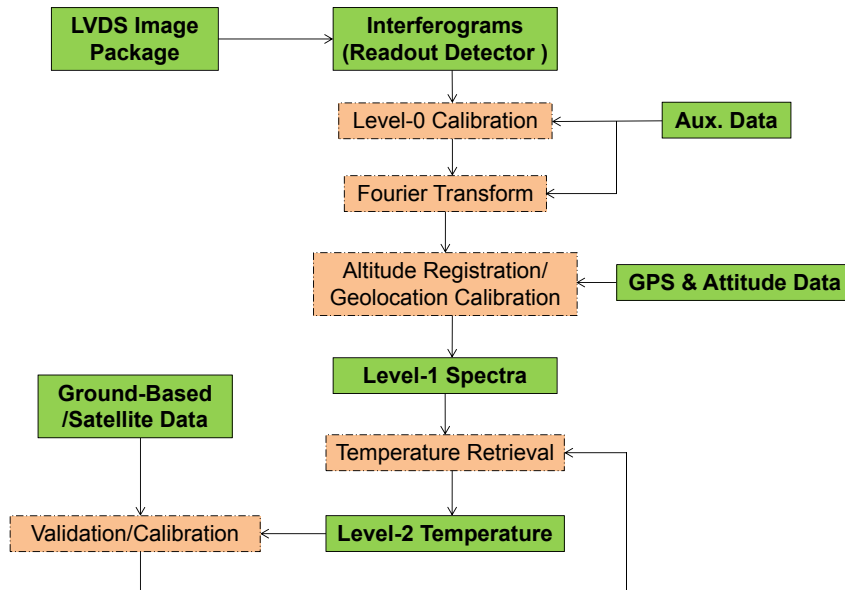 LVDS Image
Package
Interferograms
(Readout Detector )
Level-0 Calibration
Aux. Data
Fourier Transform
Altitude Registration/
Geolocation Calibration
GPS & Attitude Data
Level-1 Spectra
Ground-Based
/Satellite Data
Temperature Retrieval
Validation/Calibration
Level-2 Temperature